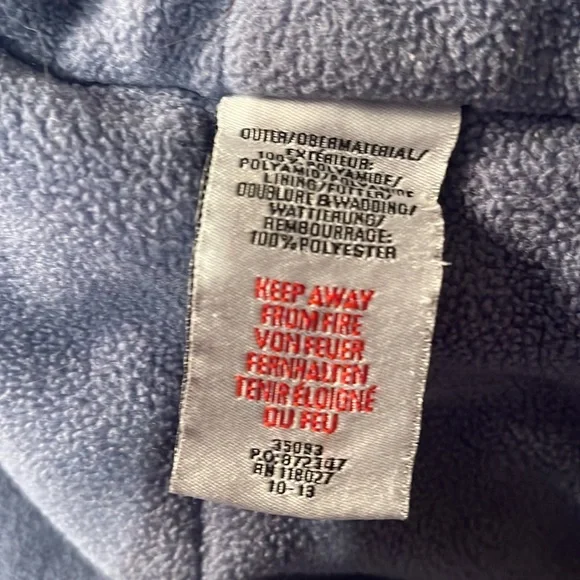 OUTER/OBERMATERIAL/
EXTÉRIEUR:
100% POLYAMIDE/
POLYAMID/POLYAMIDE
LINING/FUTTER/
DOUBLURE & WADDING/
WATTIERUNG/
REMBOURRAGE:
100% POLYESTER
KEEP AWAY
FROM FIRE
VON FEUER
FERNHALTEN
TENIR ÉLOIGNÉ
DU FEU
35093
P.O: 872347
RN 118027
10-13